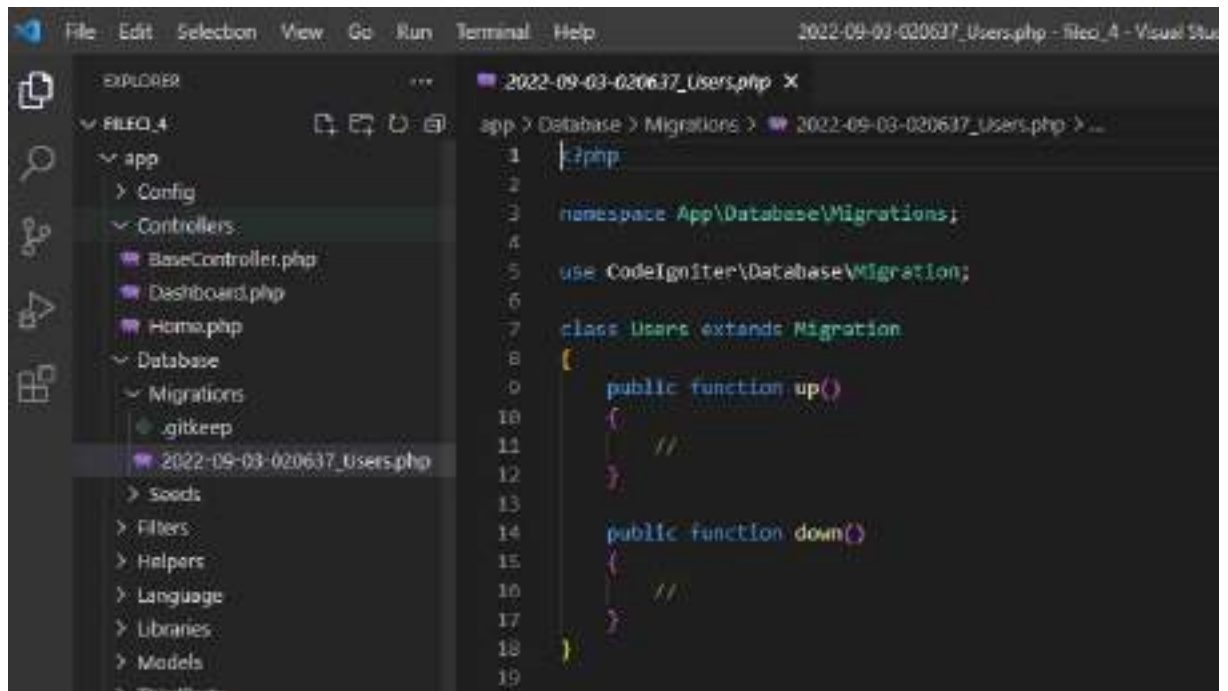 File Edit Selection View Go Run Terminal Help 2022-09-03-020637_Users.php - fileci_4 - Visual Stu
EXPLORER
FILECI_4
app
Config
Controllers
BaseController.php
Dashboard.php
Home.php
Database
Migrations
.gitkeep
2022-09-03-020637_Users.php
Seeds
Filters
Helpers
Language
Libraries
Models
2022-09-03-020637_Users.php
app > Database > Migrations > 2022-09-03-020637_Users.php > ...
1 <?php
2
3 namespace App\Database\Migrations;
4
5 use CodeIgniter\Database\Migration;
6
7 class Users extends Migration
8 {
9 public function up()
10 {
11 //
12 }
13
14 public function down()
15 {
16 //
17 }
18 }
19